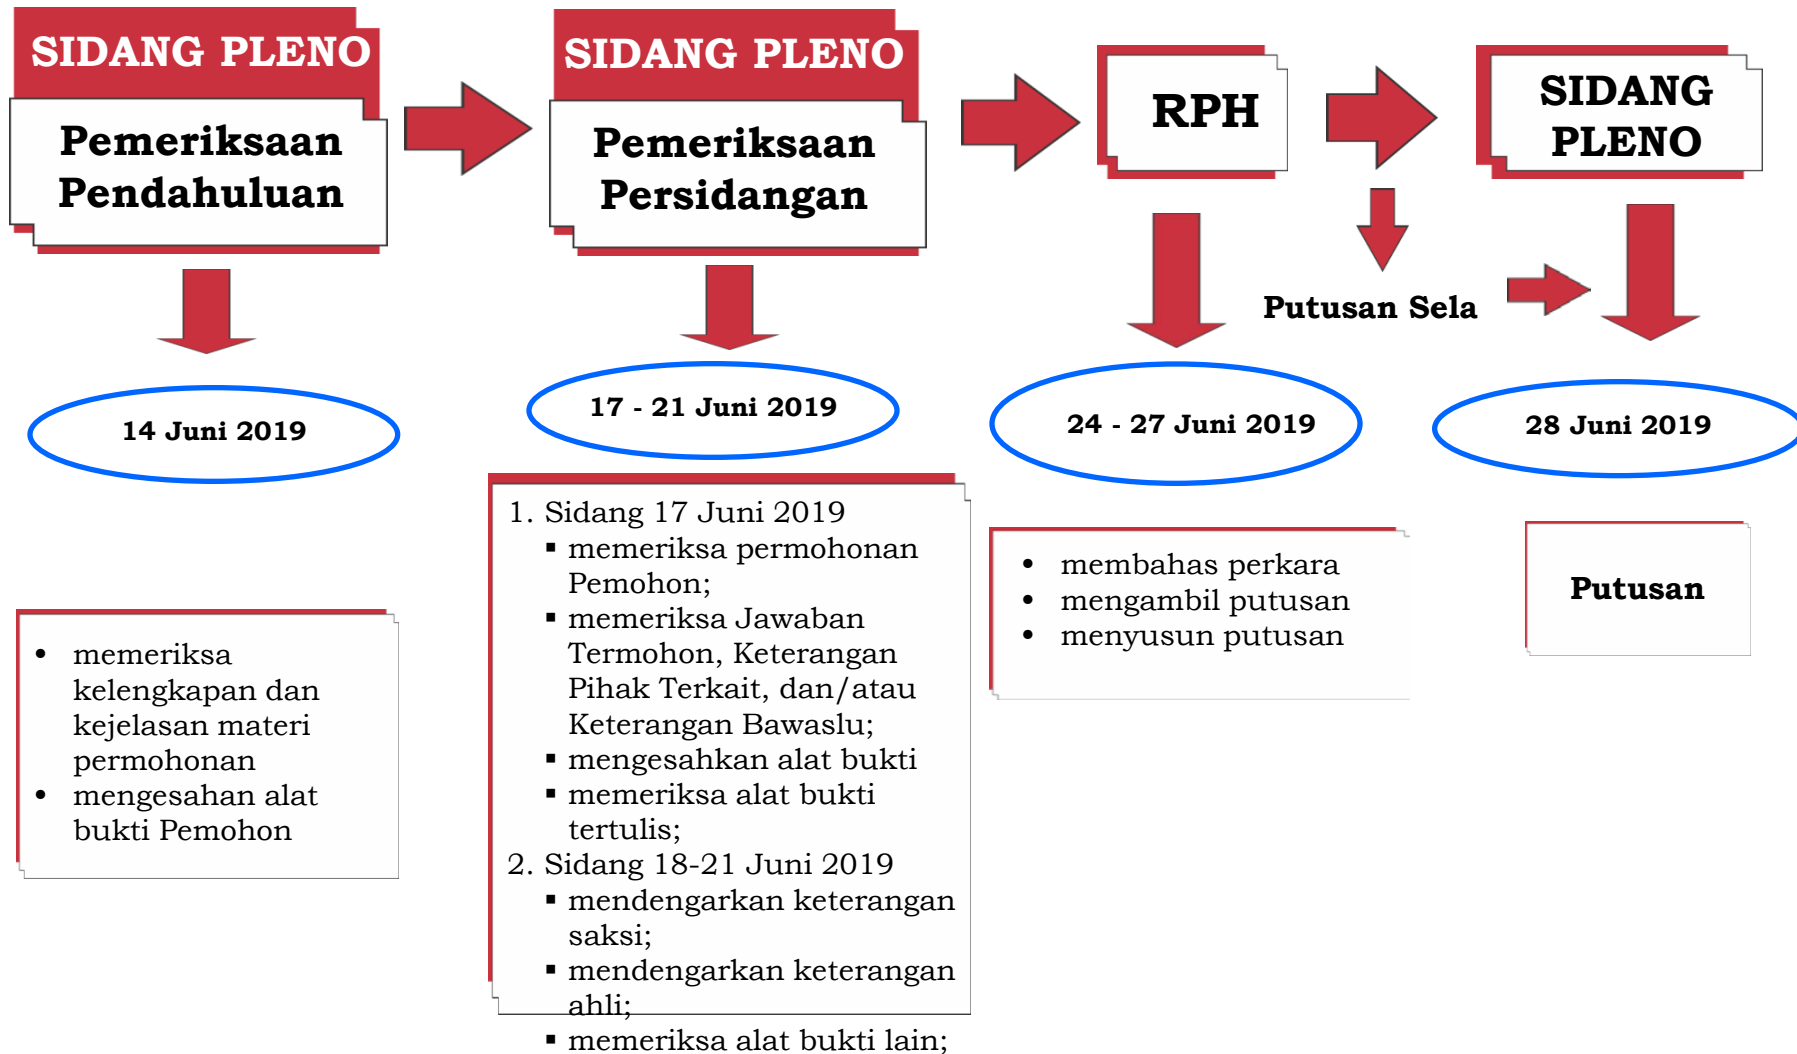 SIDANG PLENO
Pemeriksaan
Pendahuluan
14 Juni 2019
• memeriksa
kelengkapan dan
kejelasan materi
permohonan
• mengesahan alat
bukti Pemohon
SIDANG PLENO
Pemeriksaan
Persidangan
17 - 21 Juni 2019
1. Sidang 17 Juni 2019
▪ memeriksa permohonan
Pemohon;
▪ memeriksa Jawaban
Termohon, Keterangan
Pihak Terkait, dan/atau
Keterangan Bawaslu;
▪ mengesahkan alat bukti
▪ memeriksa alat bukti
tertulis;
2. Sidang 18-21 Juni 2019
▪ mendengarkan keterangan
saksi;
▪ mendengarkan keterangan
ahli;
▪ memeriksa alat bukti lain;
RPH
Putusan Sela
24 - 27 Juni 2019
• membahas perkara
• mengambil putusan
• menyusun putusan
SIDANG
PLENO
28 Juni 2019
Putusan